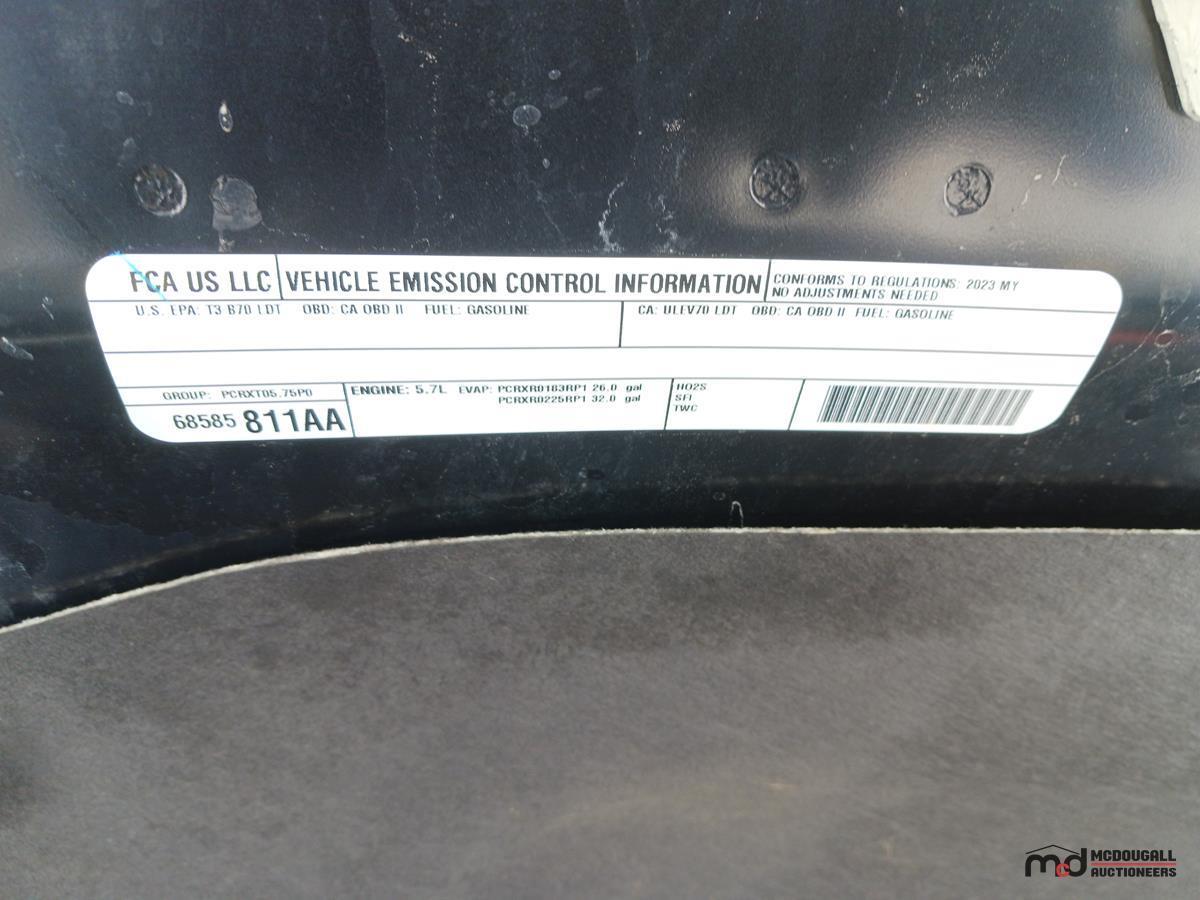 FCA US LLC
VEHICLE EMISSION CONTROL INFORMATION
CONFORMS TO REGULATIONS: 2023 MY
NO ADJUSTMENTS NEEDED
U.S. EPA: T3 B70 LDT OBD: CA OBD II FUEL: GASOLINE
CA: ULEV70 LDT OBD: CA OBD II FUEL: GASOLINE
GROUP: PCRXT05.75P0
68585 811AA
ENGINE: 5.7L EVAP: PCRXR0183RP1 26.0 gal
PCRXR0225RP1 32.0 gal
HO2S
SFI
TWC
mcd MCDOUGALL
AUCTIONEERS